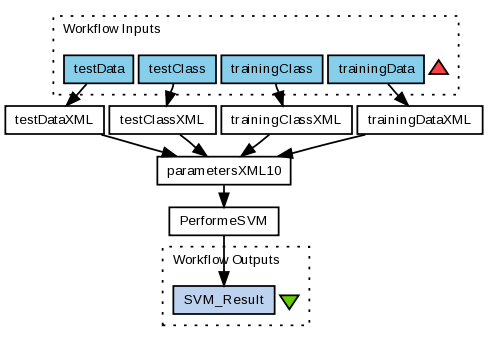 Workflow Inputs
testData testClass trainingClass trainingData
testDataXML testClassXML trainingClassXML trainingDataXML
parametersXML10
PerformeSVM
Workflow Outputs
SVM_Result